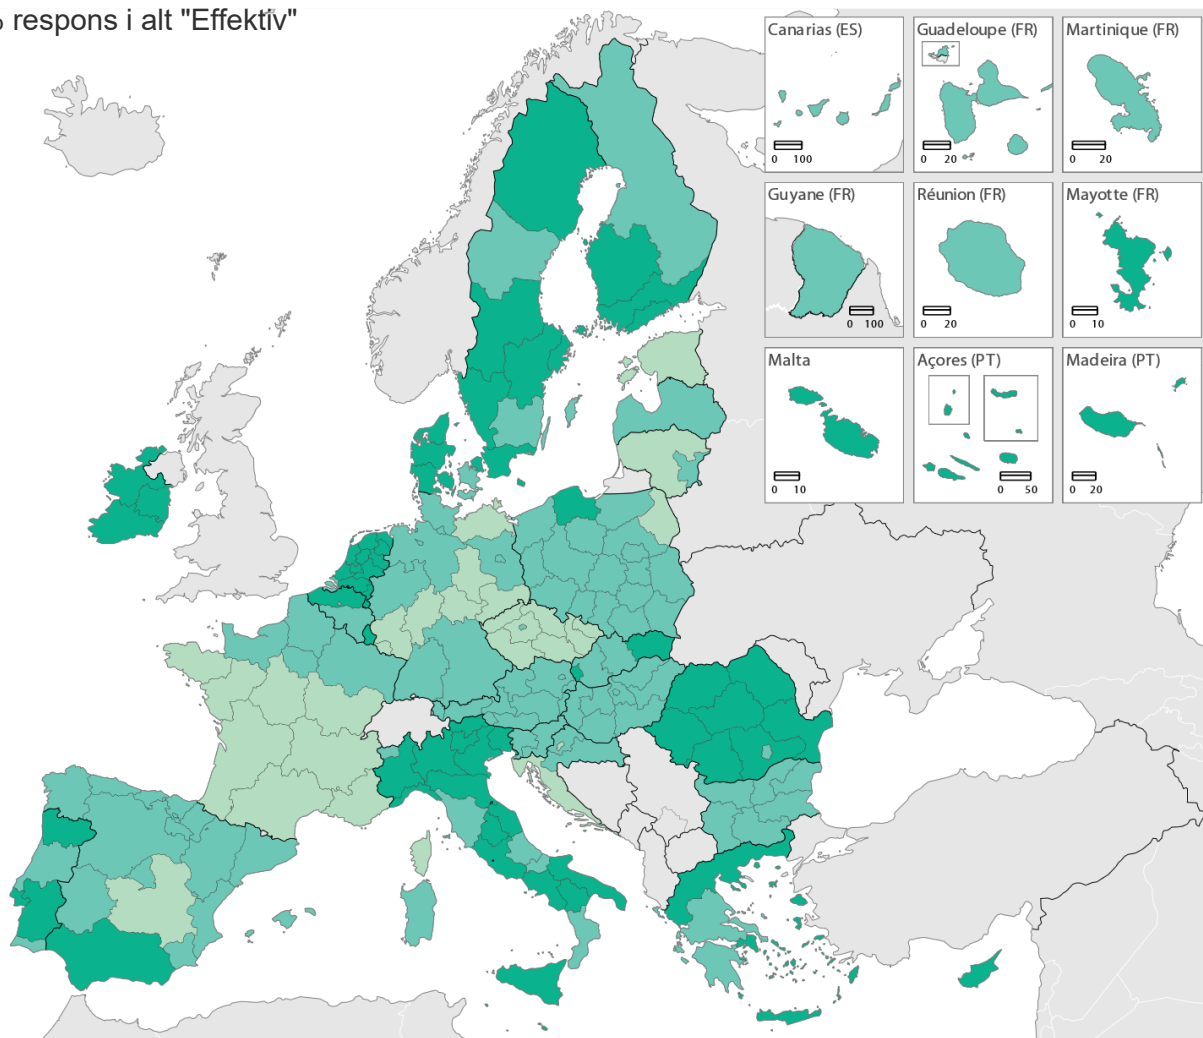 % respons i alt "Effektiv"
Canarias (ES)
0 100
Guadeloupe (FR)
0 20
Martinique (FR)
0 20
Guyane (FR)
0 100
Réunion (FR)
0 20
Mayotte (FR)
0 10
Malta
0 10
Açores (PT)
0 50
Madeira (PT)
0 20